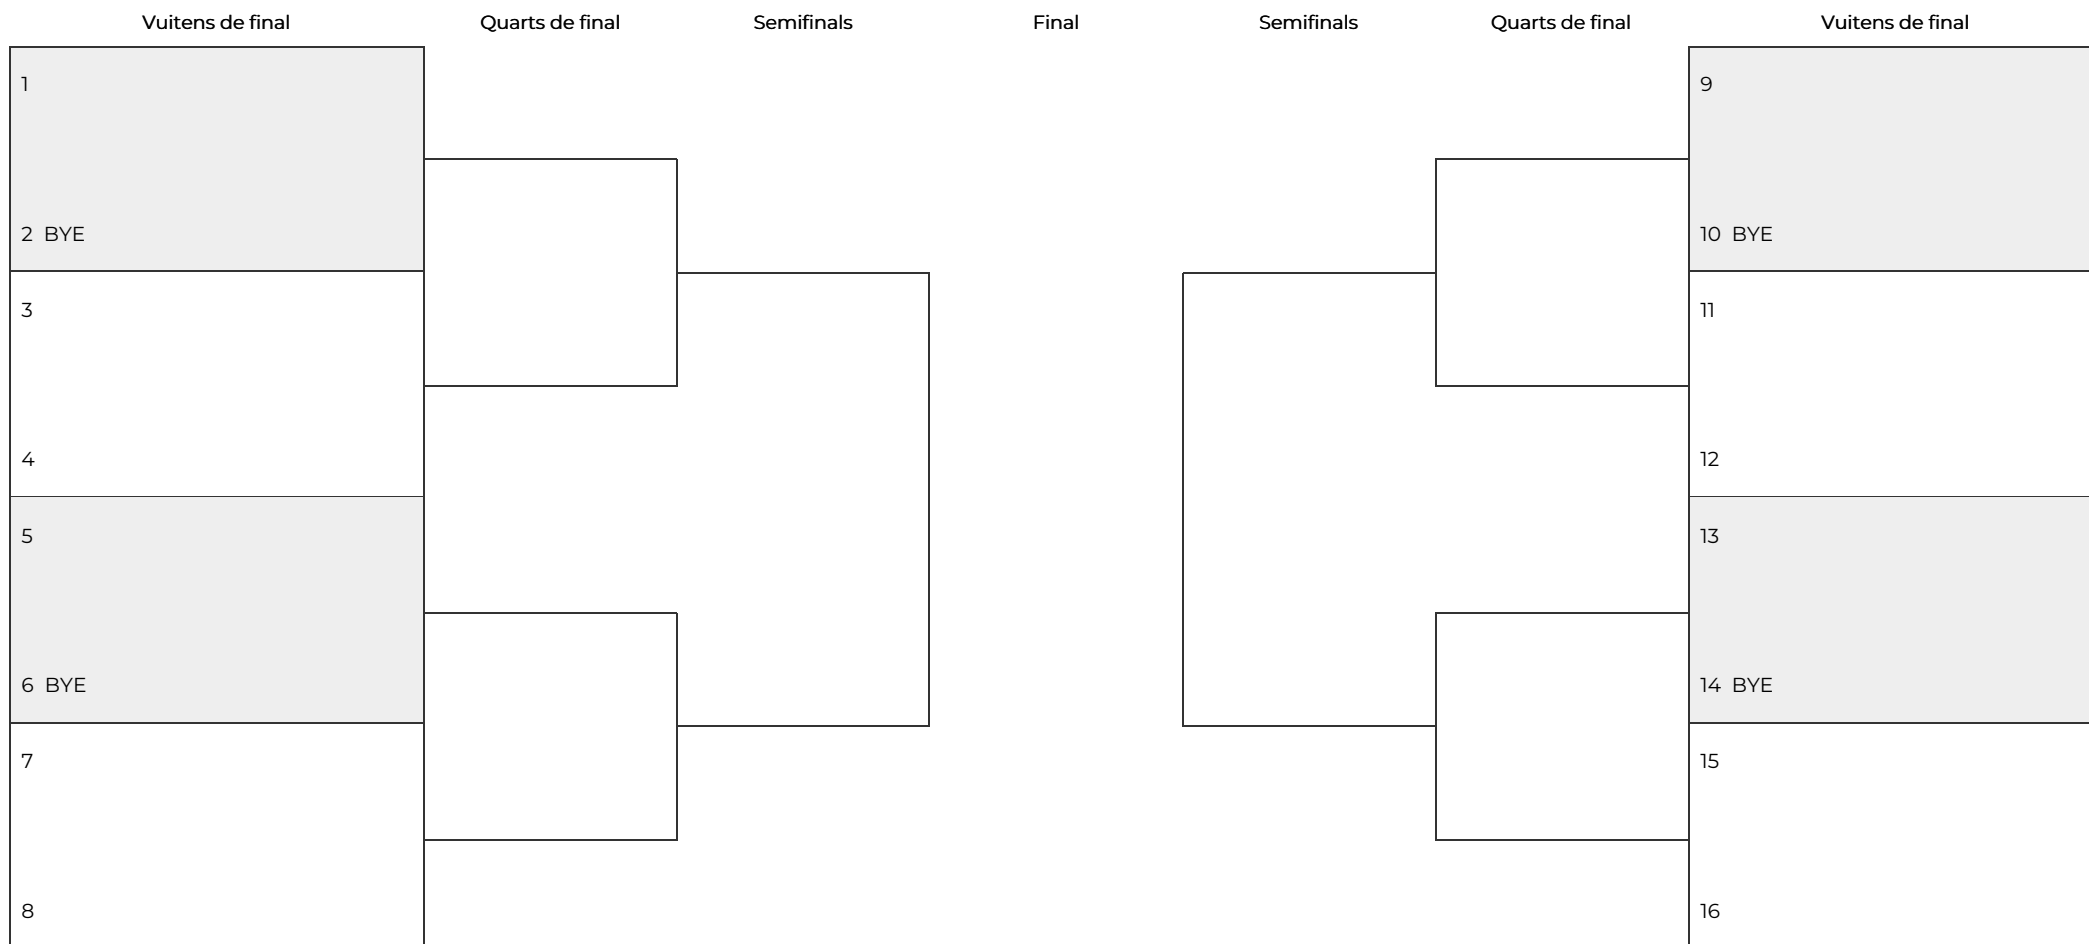 Vuitens de final Quarts de final Semifinals Final Semifinals Quarts de final Vuitens de final
1
2 BYE
3
4
5
6 BYE
7
8
9
10 BYE
11
12
13
14 BYE
15
16